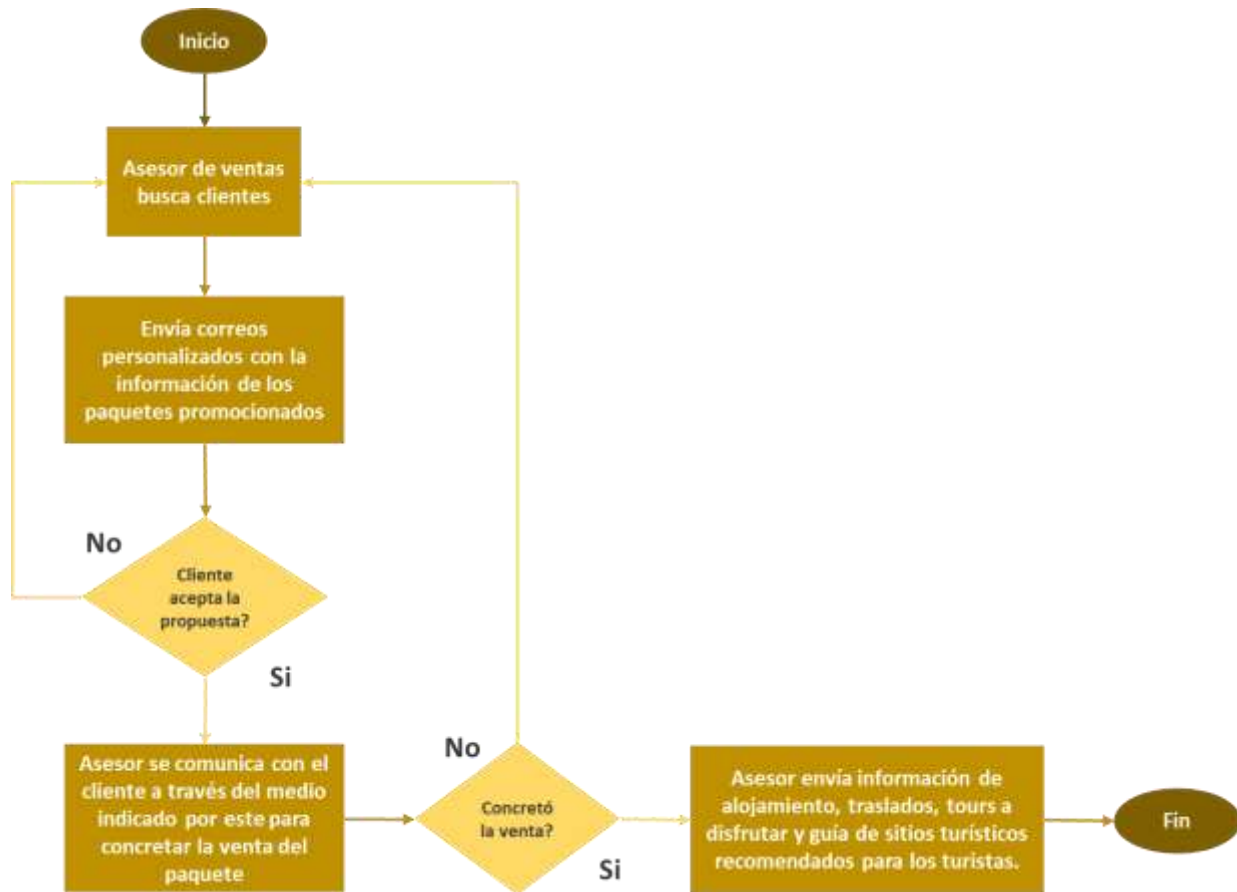 Inicio
Asesor de ventas
busca clientes
Envía correos
personalizados con la
información de los
paquetes promocionados
No
Cliente
acepta la
propuesta?
Si
Asesor se comunica con el
cliente a través del medio
indicado por este para
concretar la venta del
paquete
No
Concretó
la venta?
Si
Asesor envía información de
alojamiento, traslados, tours a
disfrutar y guía de sitios turísticos
recomendados para los turistas.
Fin